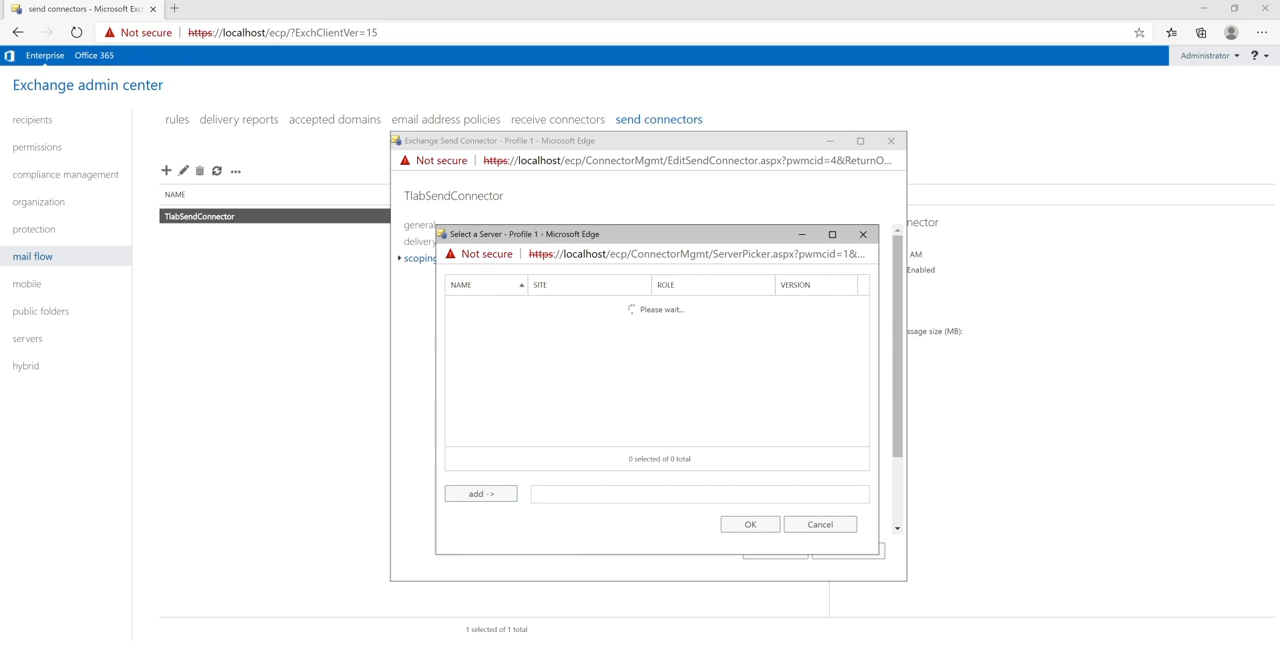 send connectors - Microsoft Exc
Not secure https://localhost/ecp/?ExchClientVer=15
Enterprise Office 365
Administrator ?
Exchange admin center
recipients
permissions
compliance management
organization
protection
mail flow
mobile
public folders
servers
hybrid
rules delivery reports accepted domains email address policies receive connectors send connectors
NAME
TlabSendConnector
1 selected of 1 total
Exchange Send Connector - Profile 1 - Microsoft Edge
Not secure https://localhost/ecp/ConnectorMgmt/EditSendConnector.aspx?pwmcid=4&ReturnO...
TlabSendConnector
general
delivery
scoping
Select a Server - Profile 1 - Microsoft Edge
Not secure https://localhost/ecp/ConnectorMgmt/ServerPicker.aspx?pwmcid=1&...
NAME SITE ROLE VERSION
Please wait...
0 selected of 0 total
add ->
OK Cancel
nector
AM
Enabled
ssage size (MB):